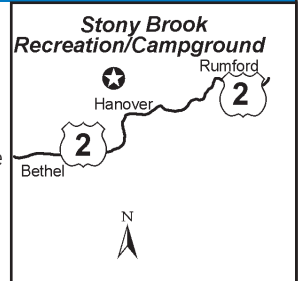 Stony Brook
Recreation/Campground
Rumford
2
Hanover
2
Bethel
N